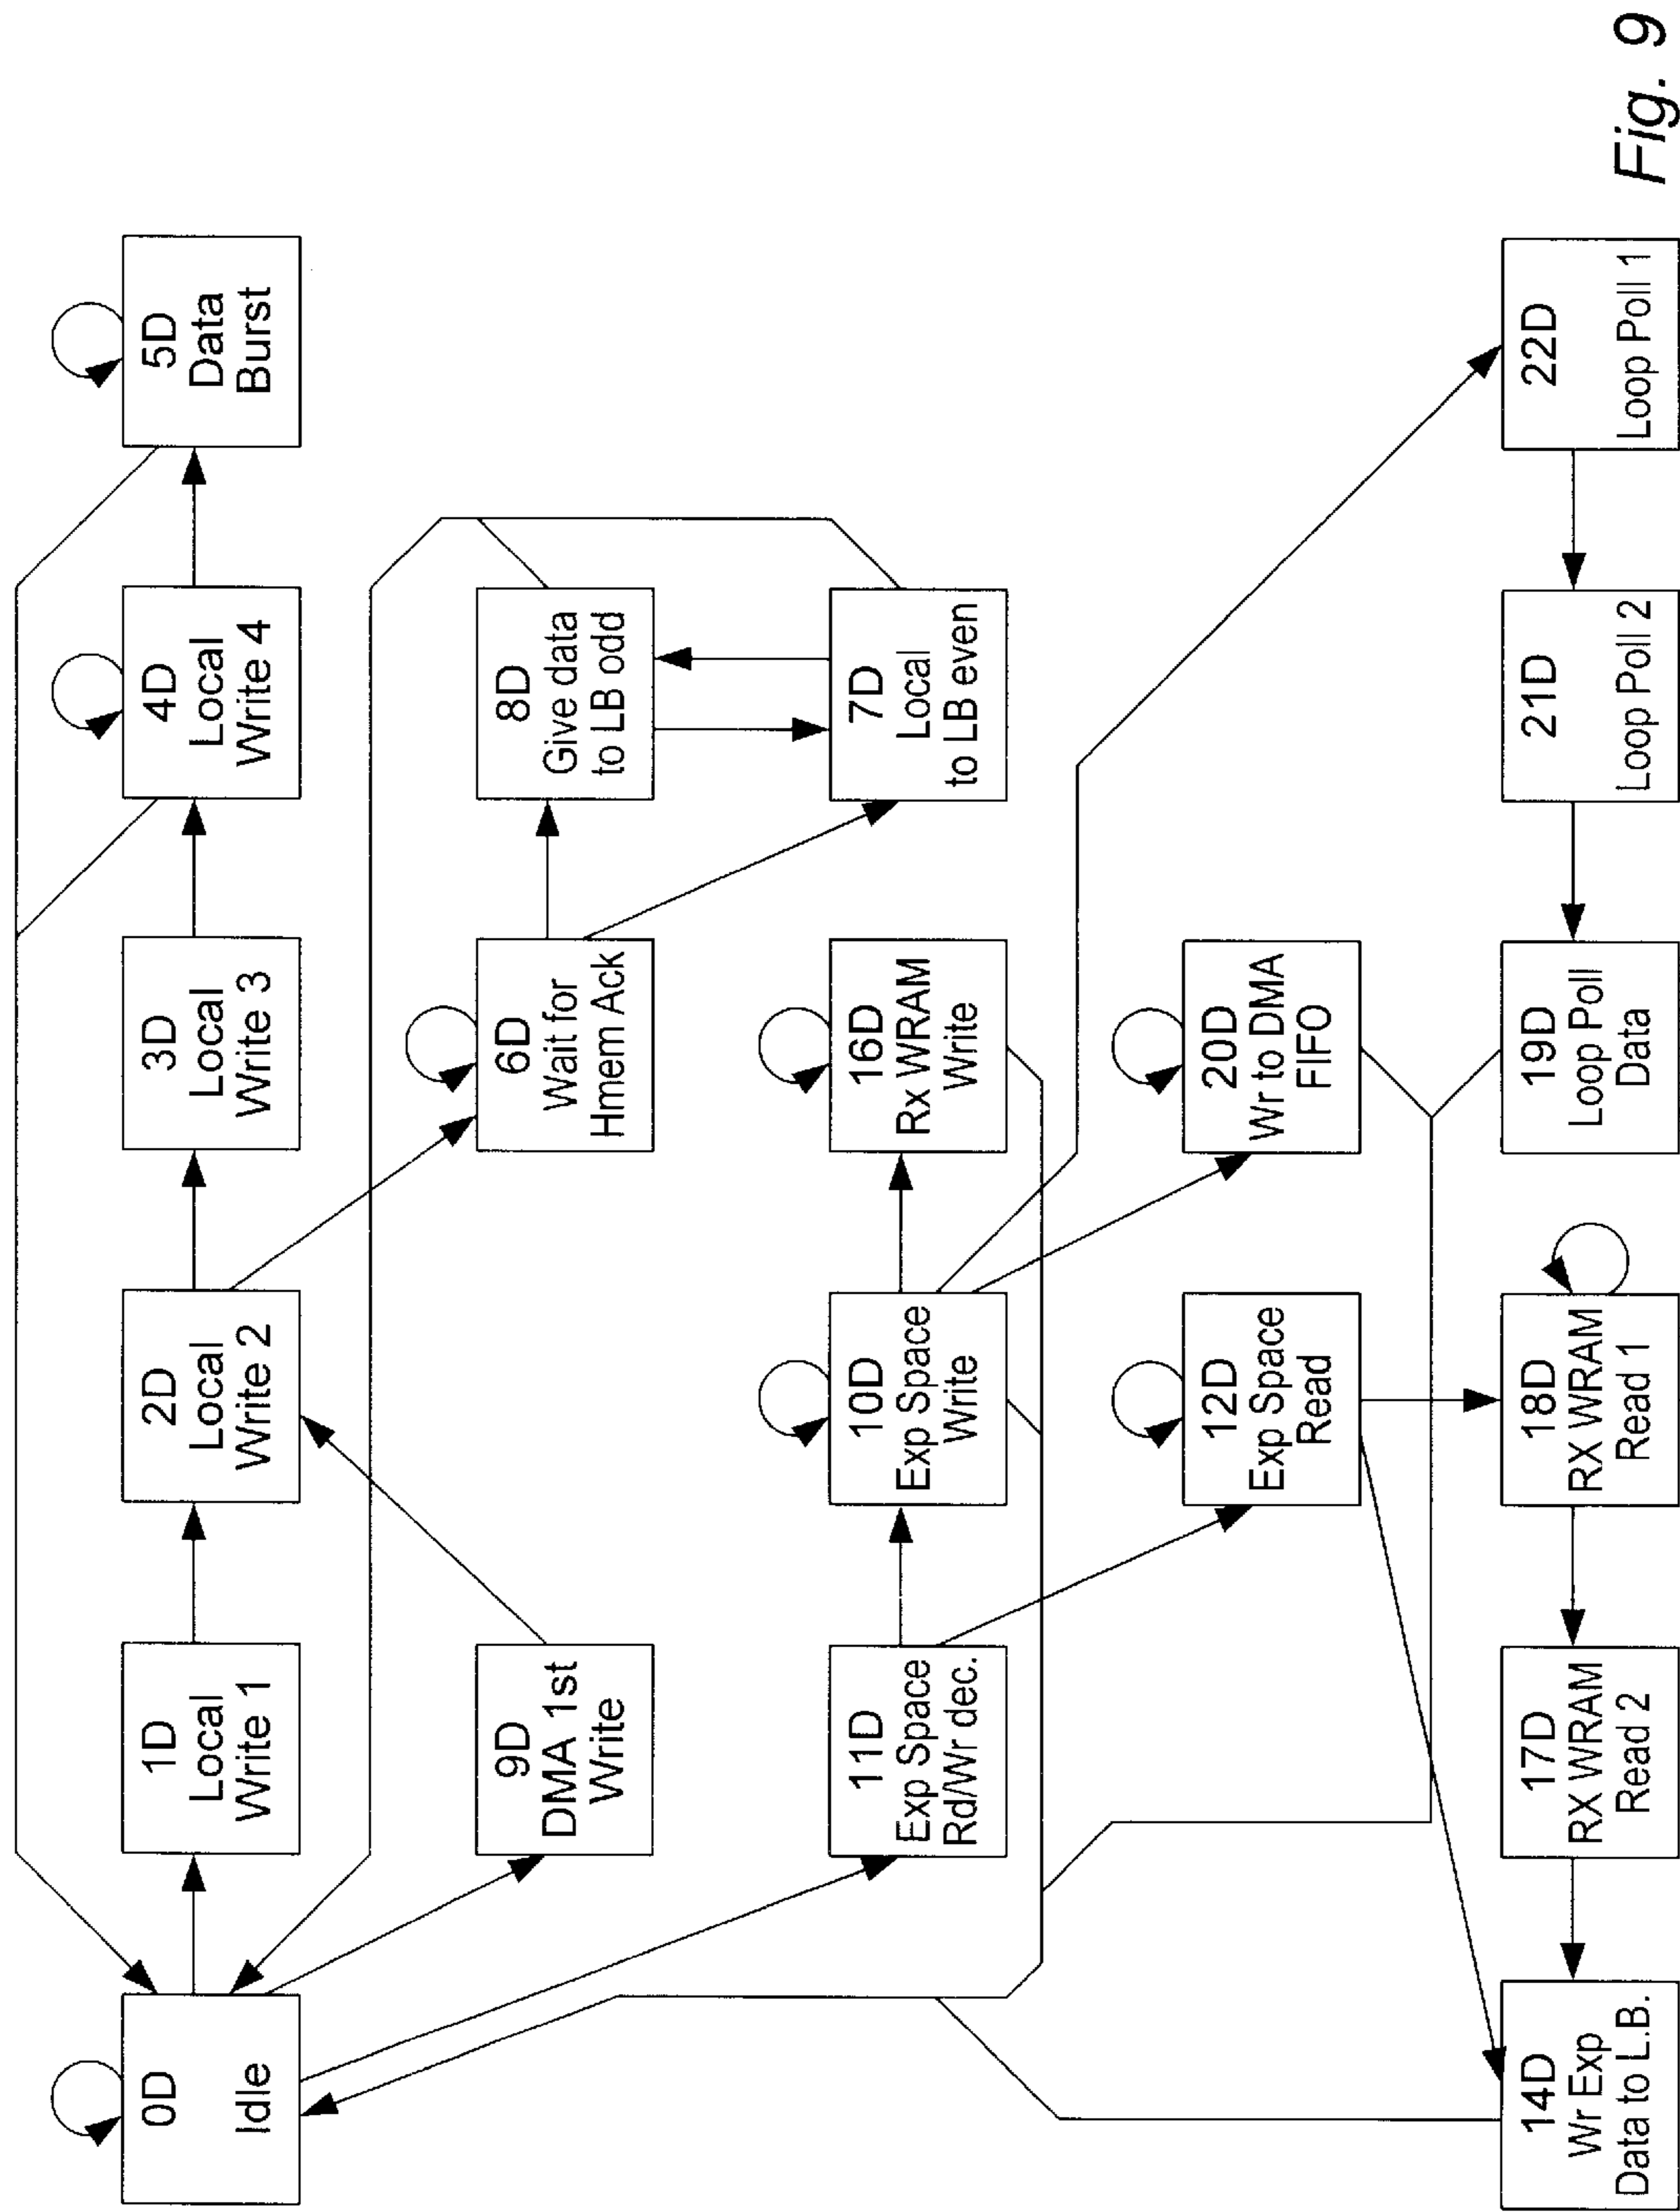 0D
Idle
1D
Local
Write 1
2D
Local
Write 2
3D
Local
Write 3
4D
Local
Write 4
5D
Data
Burst
9D
DMA 1st
Write
6D
Wait for
Hmem Ack
8D
Give data
to LB odd
11D
Exp Space
Rd/Wr dec.
10D
Exp Space
Write
16D
Rx WRAM
Write
7D
Local
to LB even
12D
Exp Space
Read
20D
Wr to DMA
FIFO
14D
Wr Exp
Data to L.B.
17D
RX WRAM
Read 2
18D
RX WRAM
Read 1
19D
Loop Poll
Data
21D
Loop Poll 2
22D
Loop Poll 1
Fig. 9